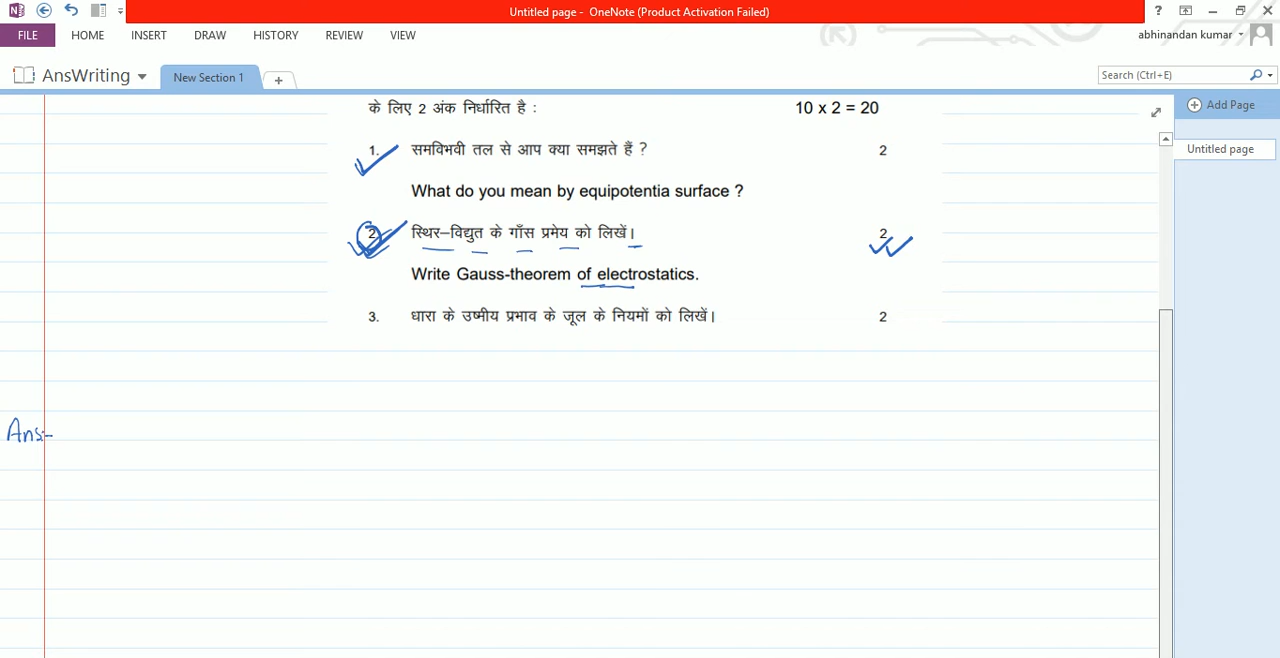 Untitled page - OneNote (Product Activation Failed)
?
FILE HOME INSERT DRAW HISTORY REVIEW VIEW
abhinandan kumar
AnsWriting New Section 1 +
Search (Ctrl+E)
Add Page
Untitled page
के लिए 2 अंक निर्धारित है : 10 x 2 = 20
1. समविभवी तल से आप क्या समझते हैं ? 2
What do you mean by equipotentia surface ?
2. स्थिर–विद्युत के गाँस प्रमेय को लिखें। 2
Write Gauss-theorem of electrostatics.
3. धारा के उष्मीय प्रभाव के जूल के नियमों को लिखें। 2
Ans:-